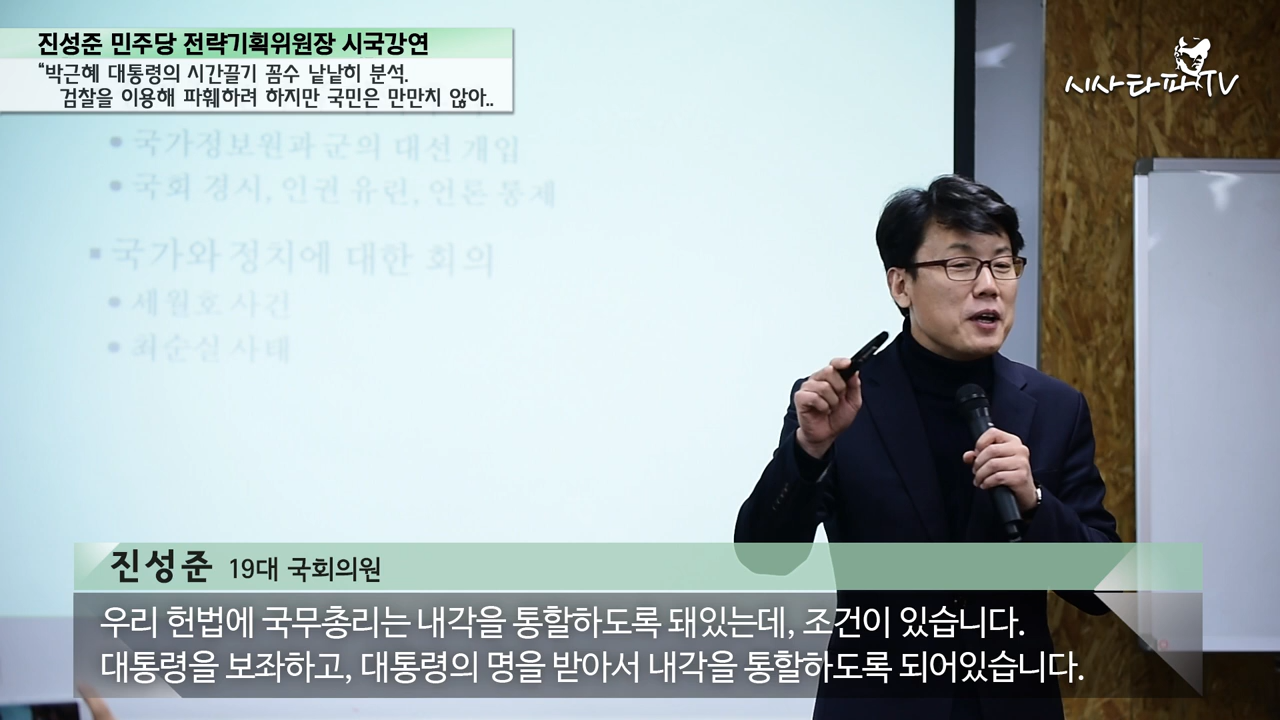 진성준 민주당 전략기획위원장 시국강연
“박근혜 대통령의 시간끌기 꼼수 낱낱히 분석.
검찰을 이용해 파훼하려 하지만 국민은 만만치 않아..
시사타파TV
• 국가정보원과 군의 대선 개입
• 국회 경시, 인권 유린, 언론 통제
▪ 국가와 정치에 대한 회의
• 세월호 사건
• 최순실 사태
진성준 19대 국회의원
우리 헌법에 국무총리는 내각을 통할하도록 돼있는데, 조건이 있습니다.
대통령을 보좌하고, 대통령의 명을 받아서 내각을 통할하도록 되어있습니다.